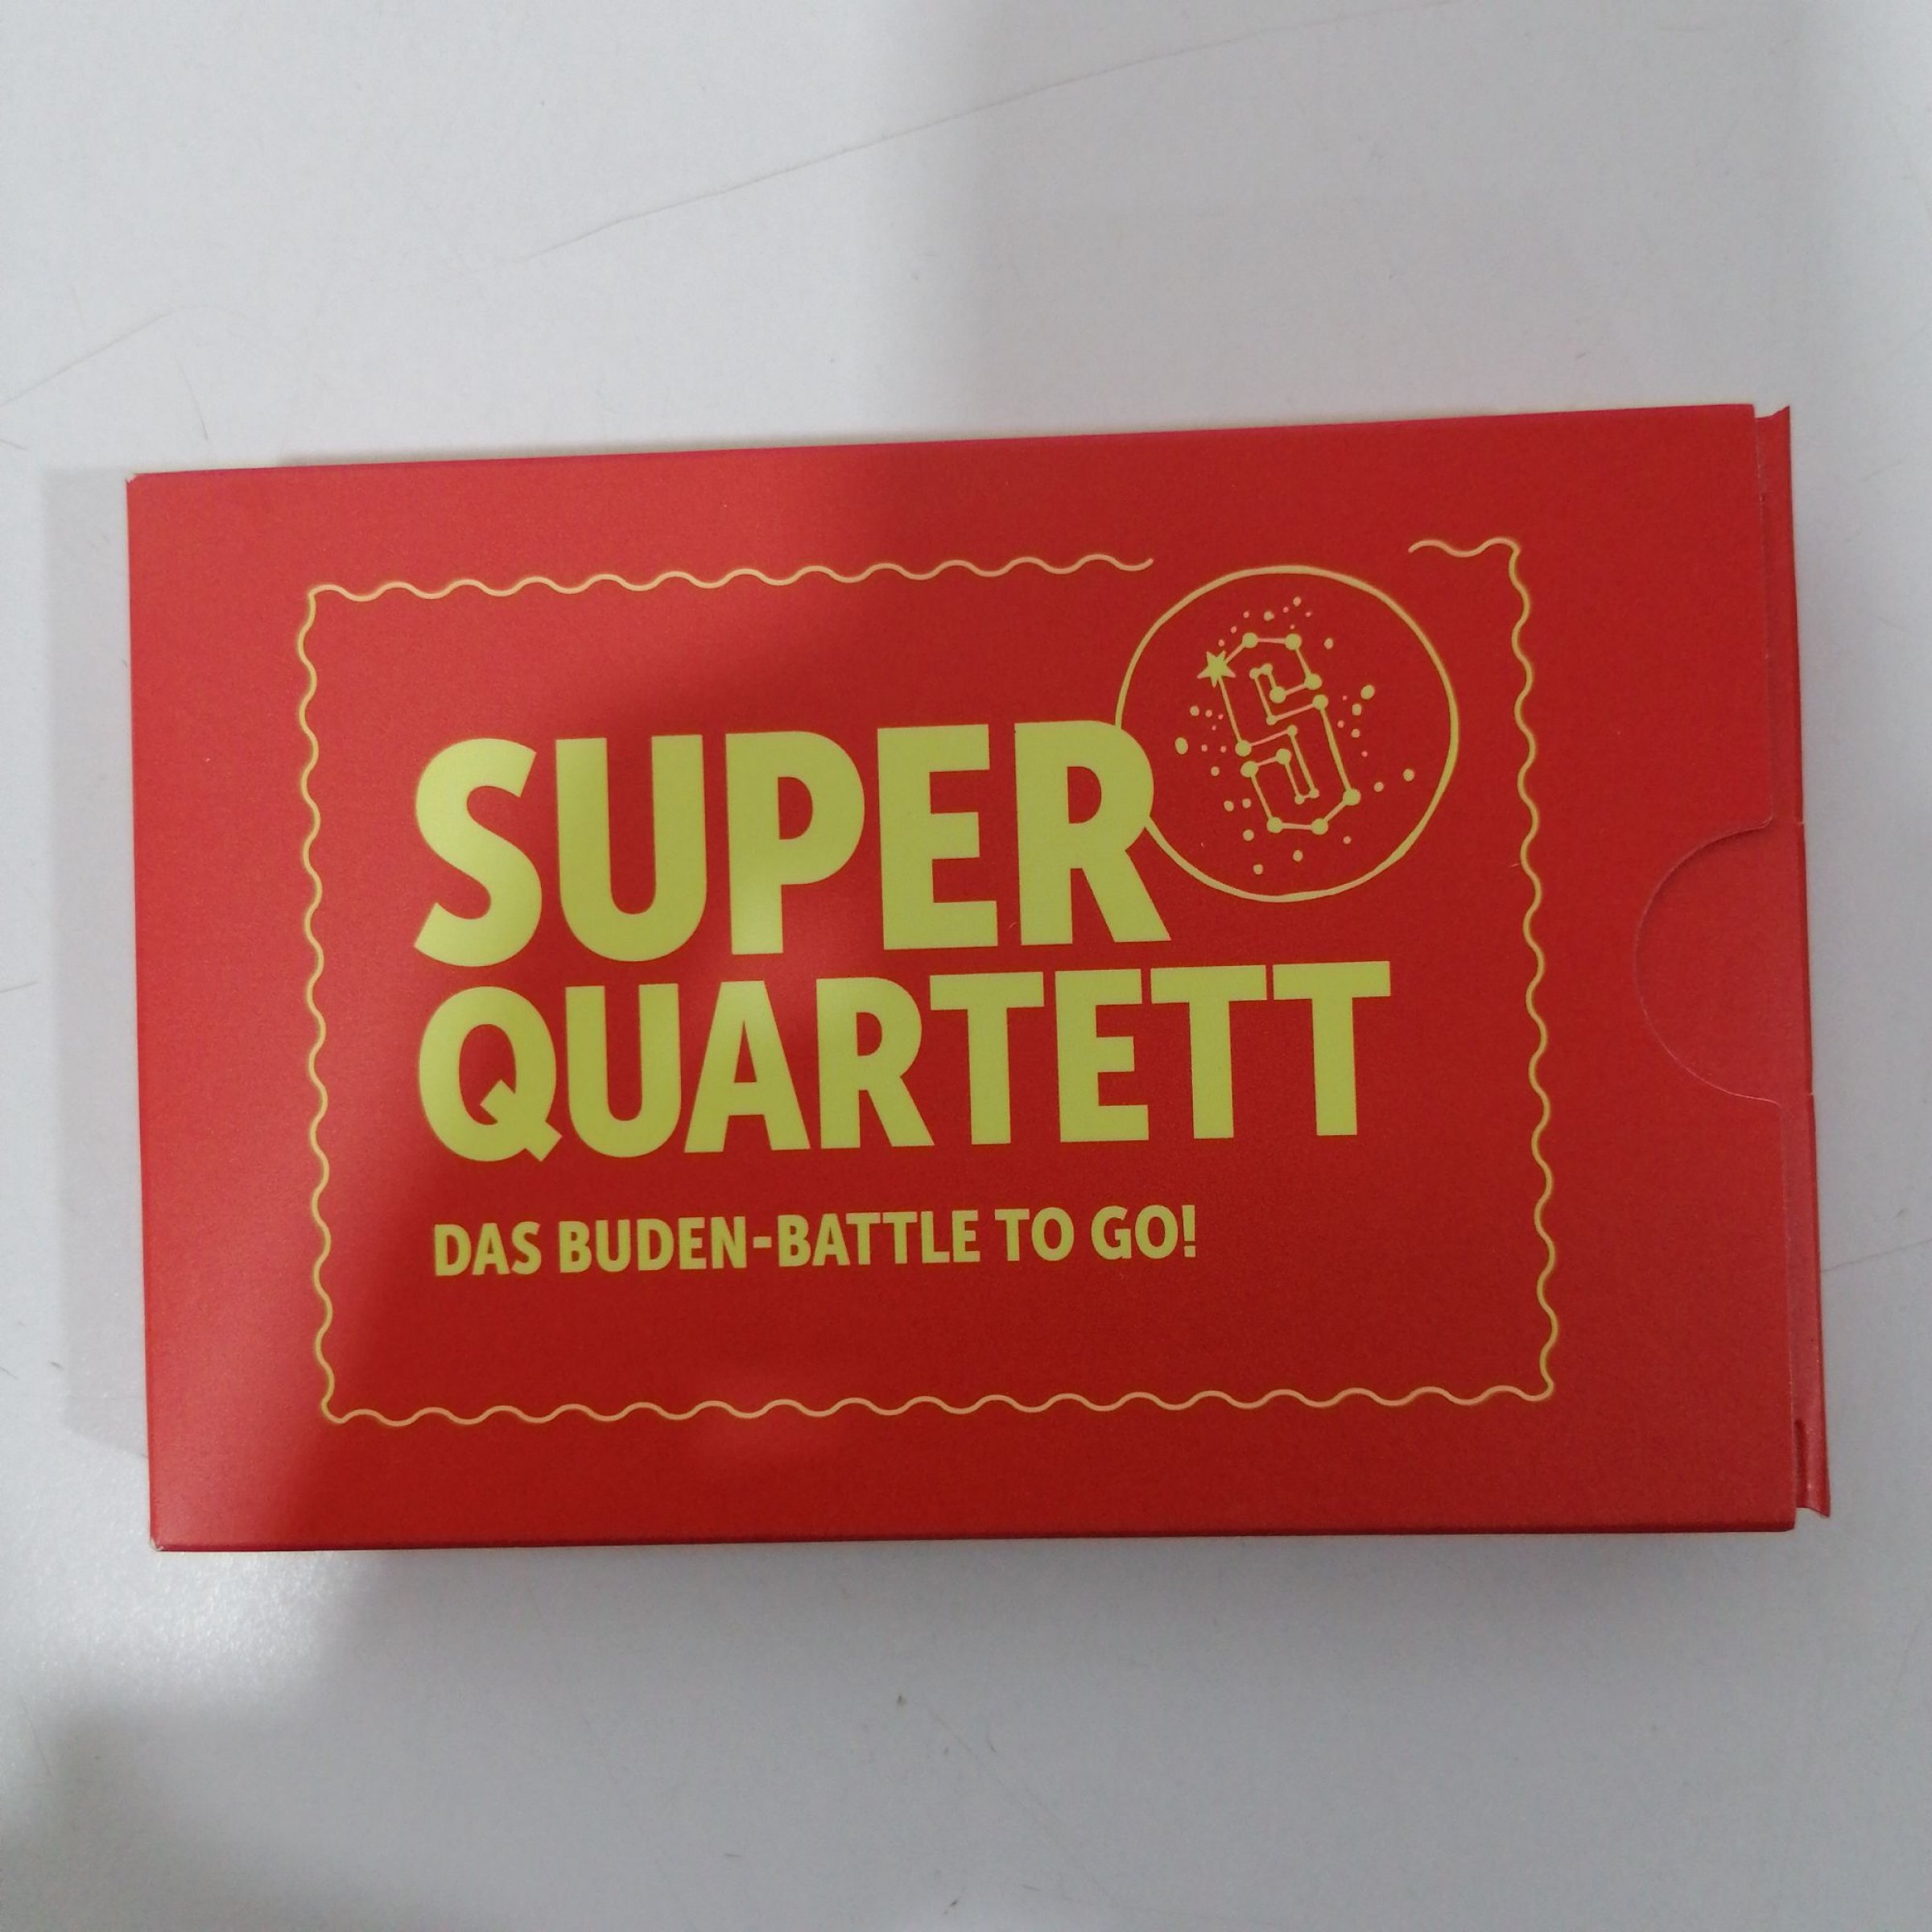 SUPER
QUARTETT
DAS BUDEN-BATTLE TO GO!
S